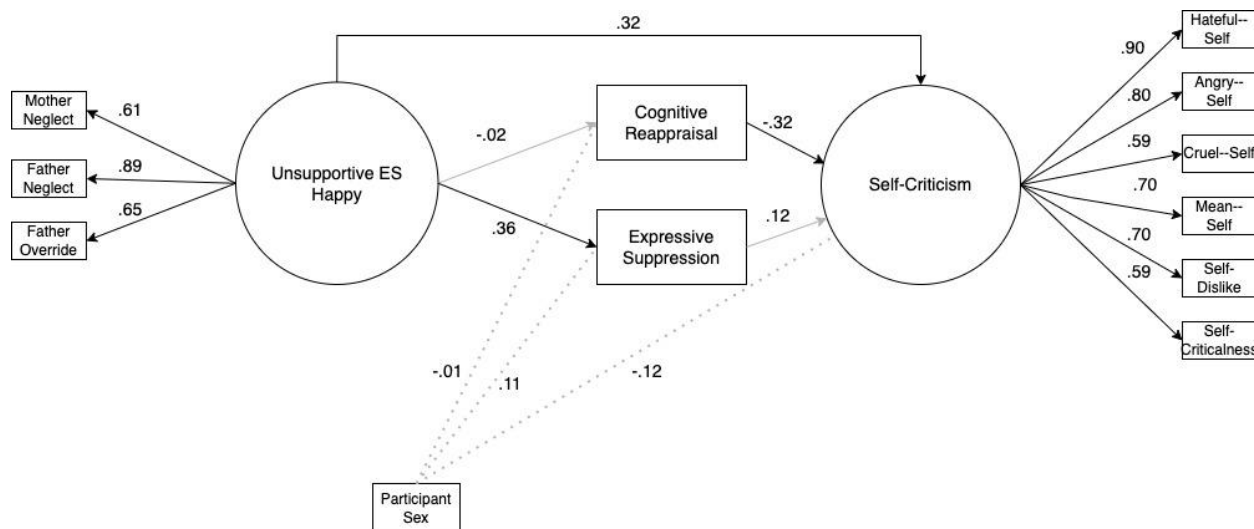 .32
Hateful--
Self
.90
Mother
Neglect
.61
Angry--
Self
.80
Cognitive
Reappraisal
-.02
-.32
.59
Cruel--Self
Father
Neglect
.89
Unsupportive ES
Happy
Self-Criticism
.70
Mean--
Self
Father
Override
.65
.36
Expressive
Suppression
.12
.70
Self-
Dislike
.59
Self-
Criticalness
-.01
.11
-.12
Participant
Sex